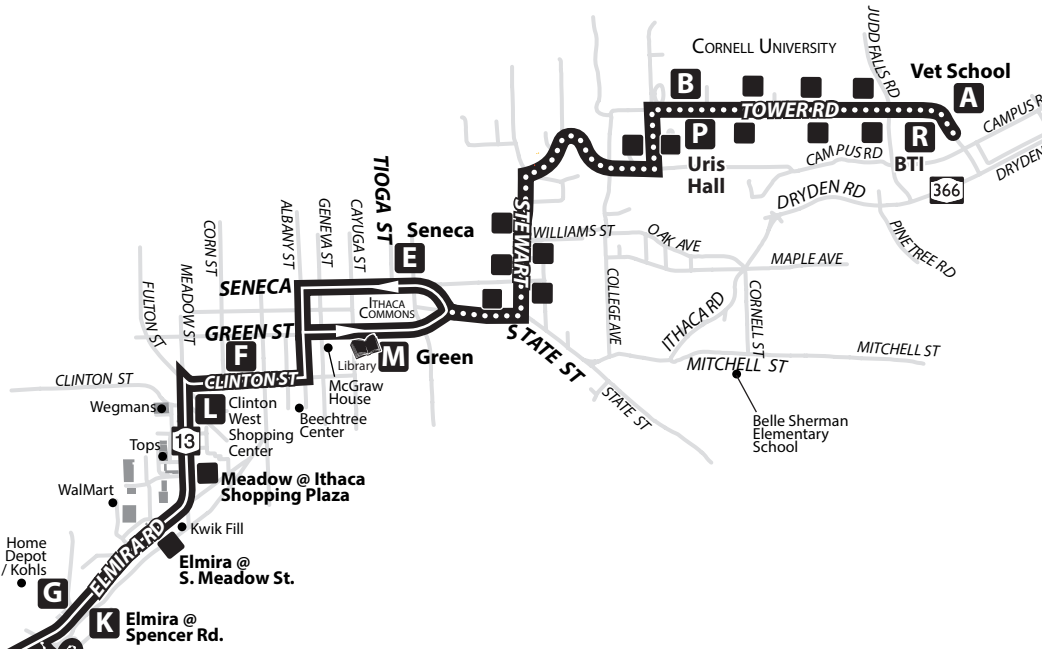 CORNELL UNIVERSITY
JUDD FALLS RD
Vet School
A
B
TOWER RD
CAMPUS R
P
Uris
Hall
CAMPUS RD
R
BTI
DRYDEN
366
DRYDEN RD
PINE TREE RD
TIOGA ST
CORN ST
ALBANY ST
GENEVA ST
CAYUGA ST
Seneca
E
STEWART
WILLIAMS ST
OAK AVE
MAPLE AVE
MEADOW ST
FULTON ST
SENECA
ITHACA
COMMONS
COLLEGE AVE
ITHACA RD
CORNELL ST
GREEN ST
F
Library
M
Green
STATE ST
MITCHELL ST
MITCHELL ST
CLINTON ST
CLINTON ST
McGraw
House
STATE ST
Wegmans
L
Clinton
West
Shopping
Center
Beechtree
Center
Belle Sherman
Elementary
School
Tops
13
Meadow @ Ithaca
Shopping Plaza
WalMart
Kwik Fill
ELMIRA RD
Home
Depot
/ Kohls
Elmira @
S. Meadow St.
G
K
Elmira @
Spencer Rd.